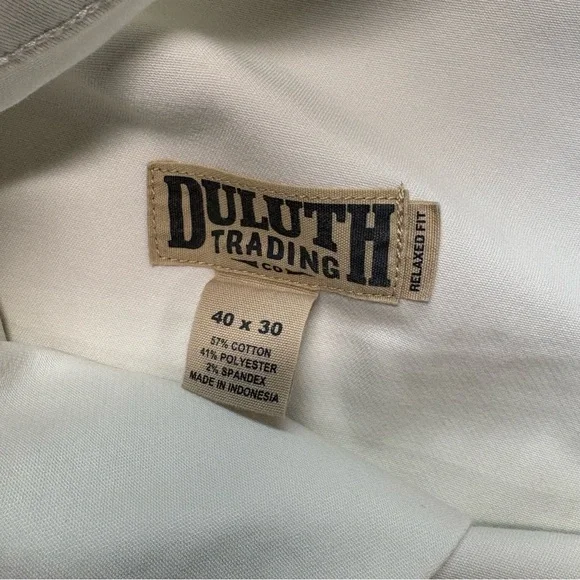 DULUTH
TRADING
CO
RELAXED FIT
40 x 30
57% COTTON
41% POLYESTER
2% SPANDEX
MADE IN INDONESIA